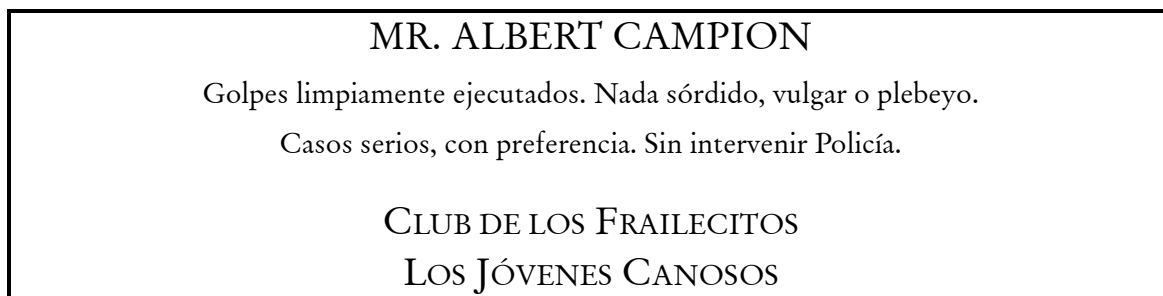 MR. ALBERT CAMPION
Golpes limpiamente ejecutados. Nada sórdido, vulgar o plebeyo.
Casos serios, con preferencia. Sin intervenir Policía.
CLUB DE LOS FRAILECITOS
LOS JÓVENES CANOSOS